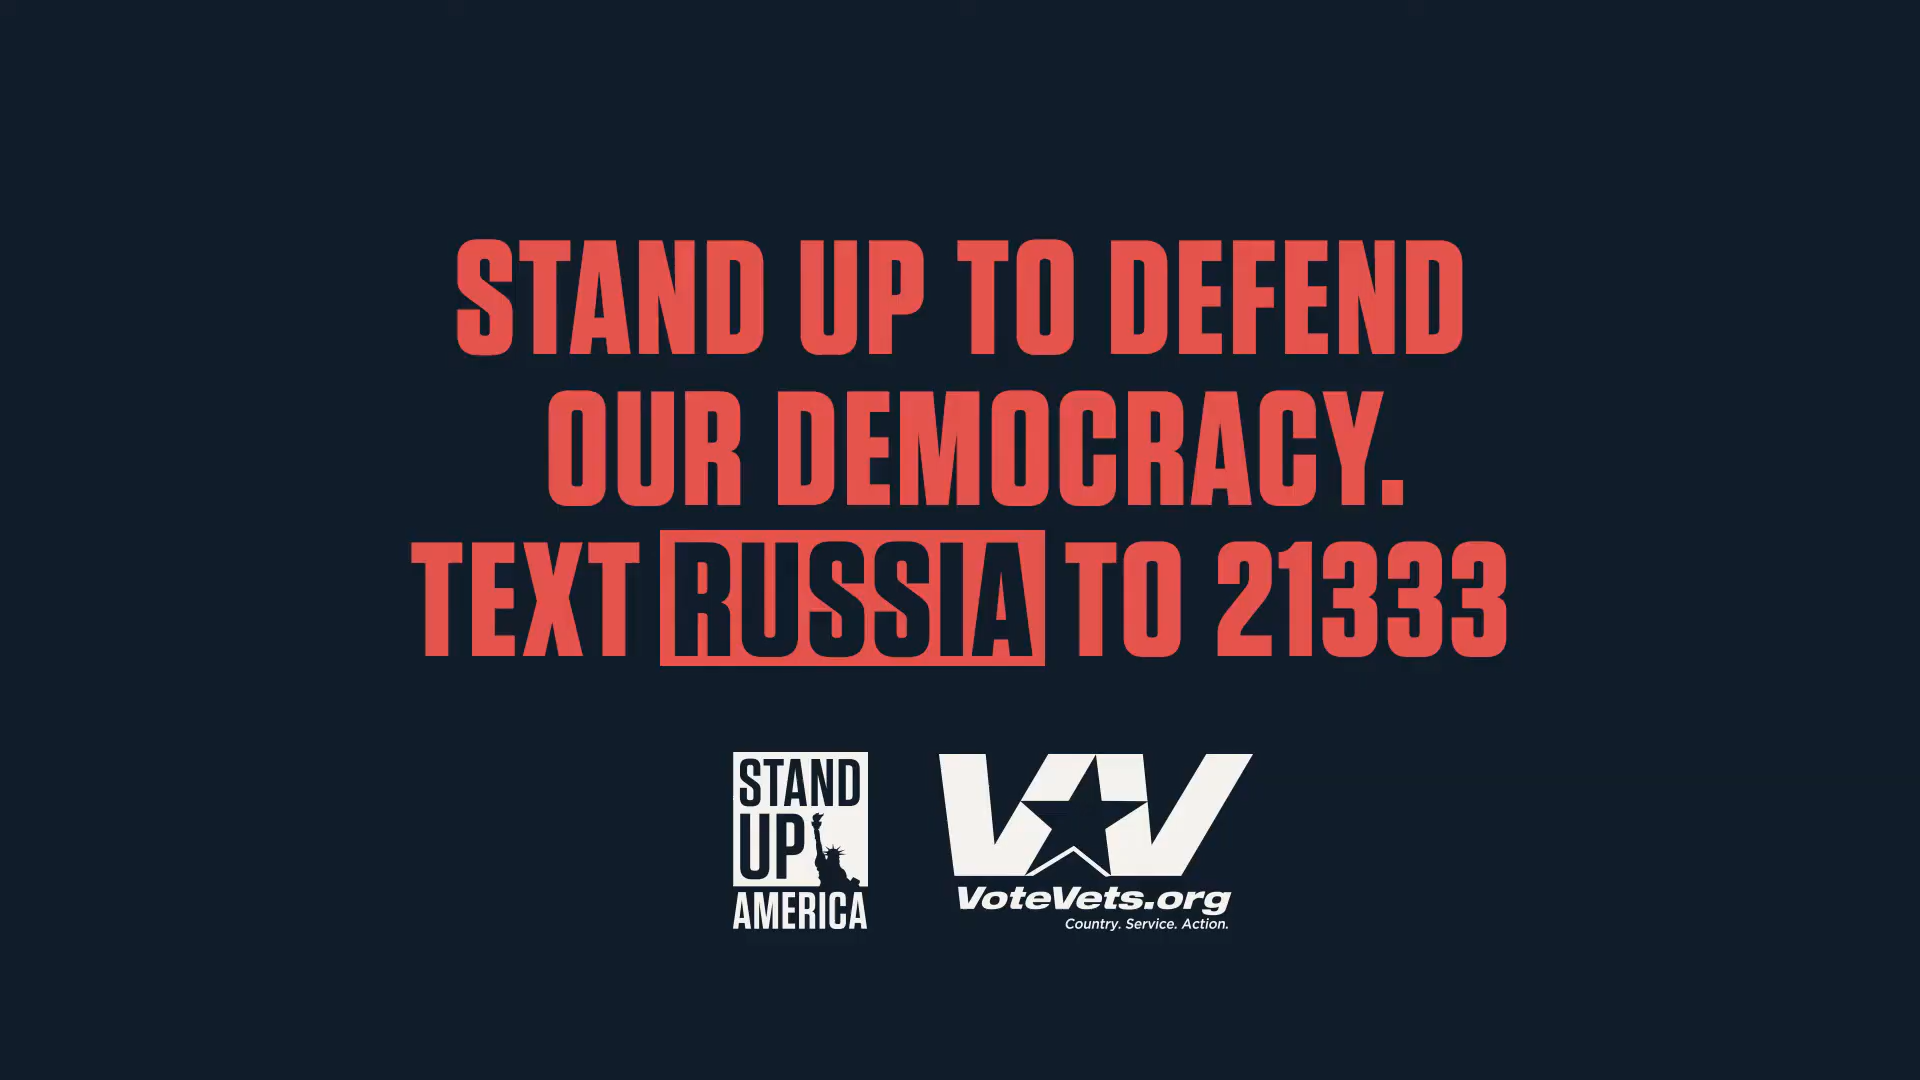 STAND UP TO DEFEND
OUR DEMOCRACY.
TEXT RUSSIA TO 21333
STAND
UP
AMERICA
VV
VoteVets.org
Country. Service. Action.